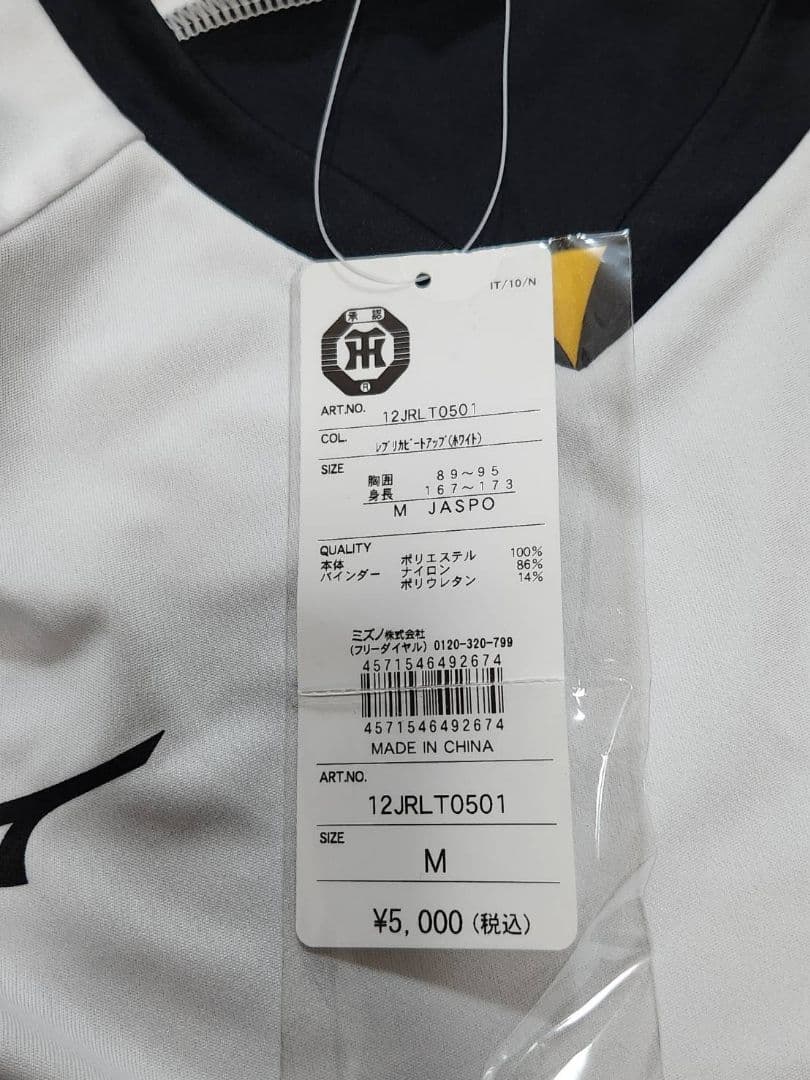 IT/10/N
承認
ART.NO. 12JRLT0501
COL. ﾚﾌﾟﾘｶﾋﾞｰﾄｱｯﾌﾟ(ﾎﾜｲﾄ)
SIZE 胸囲 89～95
身長 167～173
M JASPO
QUALITY
本体 ポリエステル 100%
バインダー ナイロン 86%
ポリウレタン 14%
ミズノ株式会社
(フリーダイヤル) 0120-320-799
4571546492674
4571546492674
MADE IN CHINA
ART.NO.
12JRLT0501
SIZE
M
¥5,000 (税込)